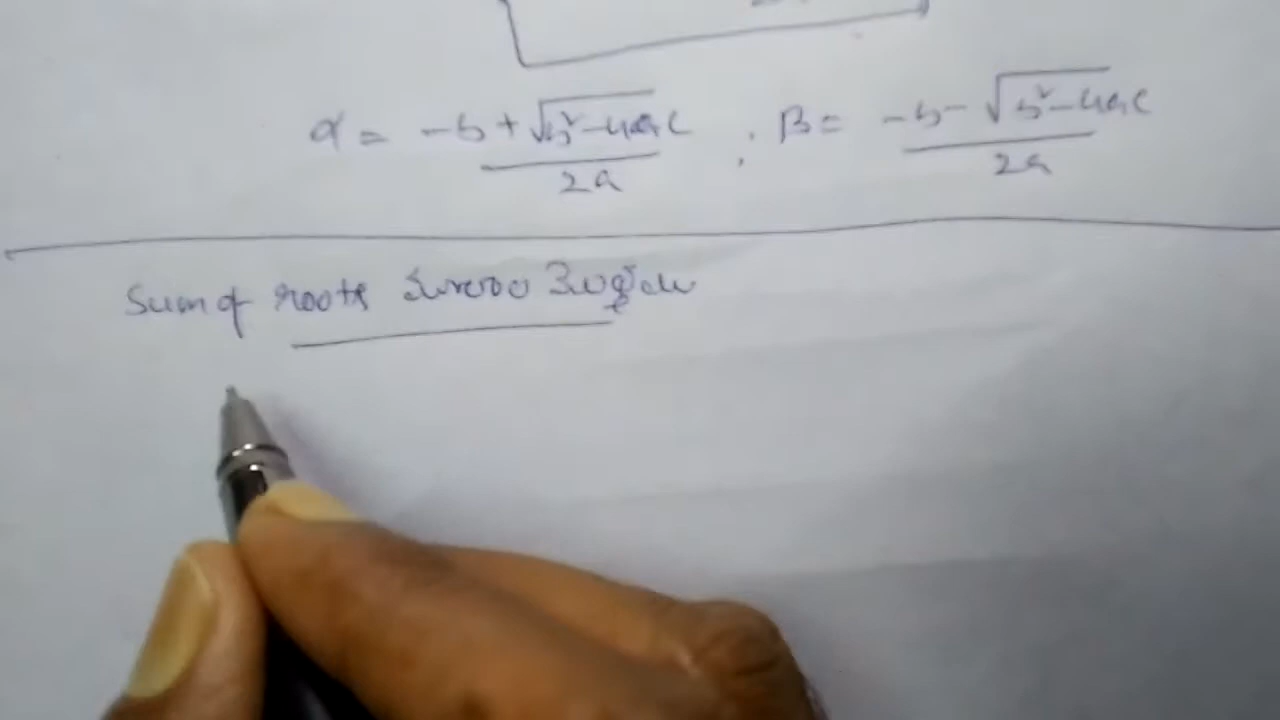 α = -b + √b² - 4ac / 2a ; β = -b - √b² - 4ac / 2a
Sum of roots మూలాల మొత్తం